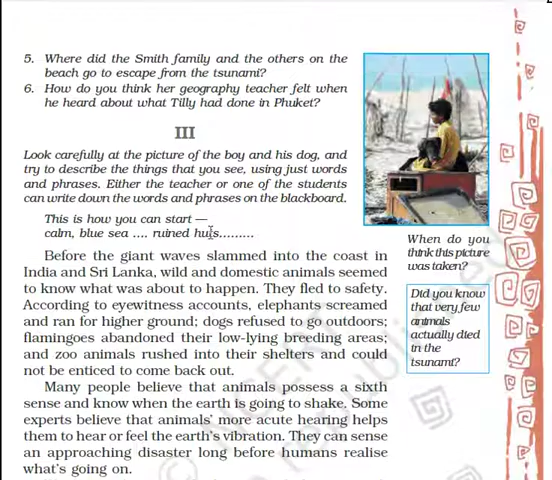 5. Where did the Smith family and the others on the
beach go to escape from the tsunami?
6. How do you think her geography teacher felt when
he heard about what Tilly had done in Phuket?
III
Look carefully at the picture of the boy and his dog, and
try to describe the things that you see, using just words
and phrases. Either the teacher or one of the students
can write down the words and phrases on the blackboard.
This is how you can start —
calm, blue sea .... ruined huts.........
When do you
think this picture
was taken?
Before the giant waves slammed into the coast in
India and Sri Lanka, wild and domestic animals seemed
to know what was about to happen. They fled to safety.
According to eyewitness accounts, elephants screamed
and ran for higher ground; dogs refused to go outdoors;
flamingoes abandoned their low-lying breeding areas;
and zoo animals rushed into their shelters and could
not be enticed to come back out.
Did you know
that very few
animals
actually died
in the
tsunami?
Many people believe that animals possess a sixth
sense and know when the earth is going to shake. Some
experts believe that animals' more acute hearing helps
them to hear or feel the earth's vibration. They can sense
an approaching disaster long before humans realise
what's going on.
© NCERT